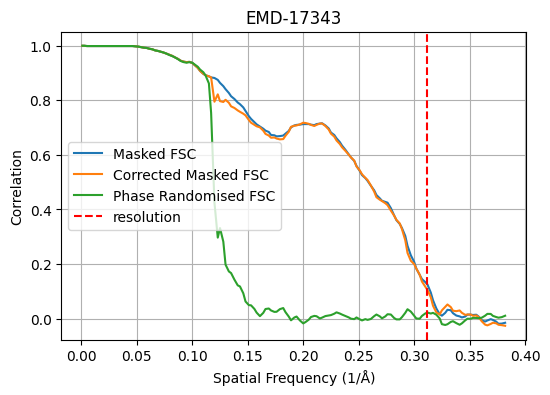 EMD-17343
1.0
0.8
0.6
0.4
0.2
0.0
Correlation
Masked FSC
Corrected Masked FSC
Phase Randomised FSC
resolution
0.00 0.05 0.10 0.15 0.20 0.25 0.30 0.35 0.40
Spatial Frequency (1/Å)